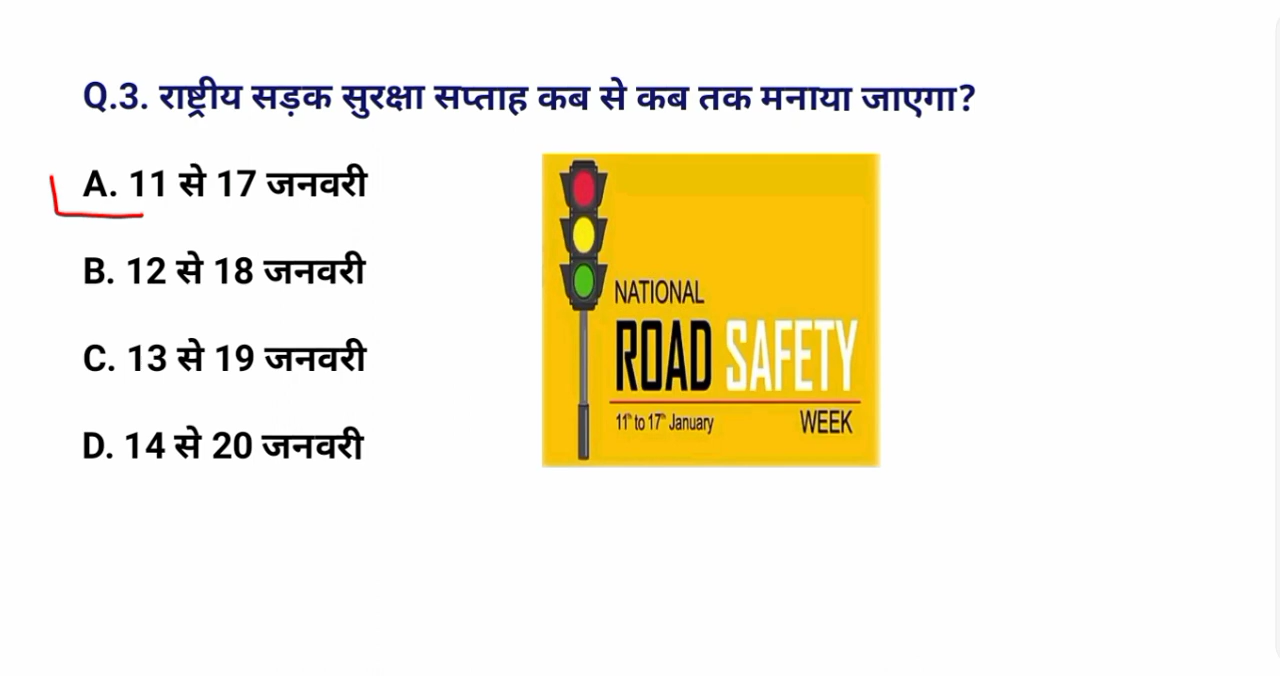 Q.3. राष्ट्रीय सड़क सुरक्षा सप्ताह कब से कब तक मनाया जाएगा?
A. 11 से 17 जनवरी
B. 12 से 18 जनवरी
C. 13 से 19 जनवरी
D. 14 से 20 जनवरी
NATIONAL
ROAD SAFETY
11th to 17th January WEEK